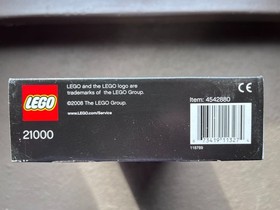 LEGO and the LEGO logo are
trademarks of the LEGO Group.
©2008 The LEGO Group.
www.LEGO.com/Service
LEGO
21000
Item: 4542880
CE